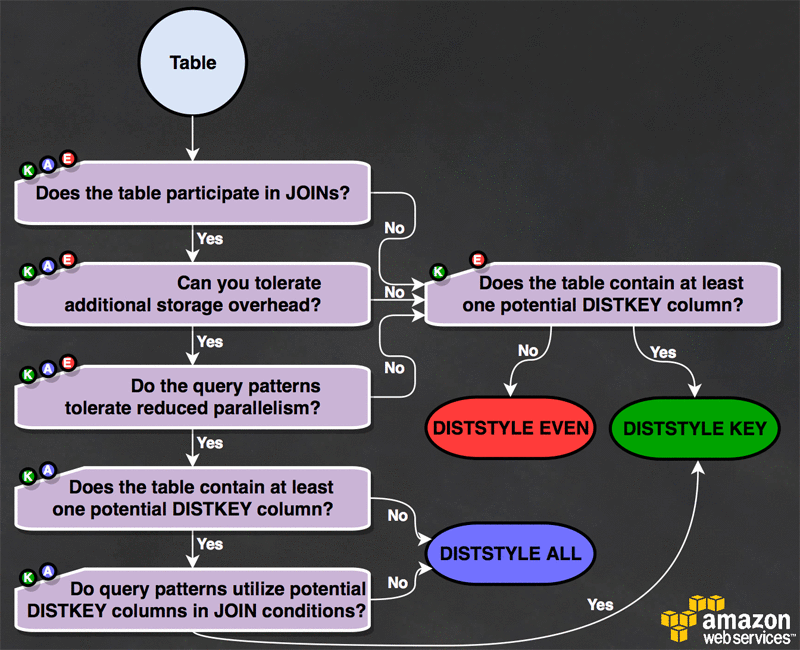 Table
K A E
Does the table participate in JOINs?
No
Yes
K A E
Can you tolerate
additional storage overhead?
No
K E
Does the table contain at least
one potential DISTKEY column?
Yes
No
Yes
K A E
Do the query patterns
tolerate reduced parallelism?
No
DISTSTYLE EVEN
DISTSTYLE KEY
Yes
K A
Does the table contain at least
one potential DISTKEY column?
No
Yes
DISTSTYLE ALL
K A
Do query patterns utilize potential
DISTKEY columns in JOIN conditions?
No
Yes
amazon
web services™